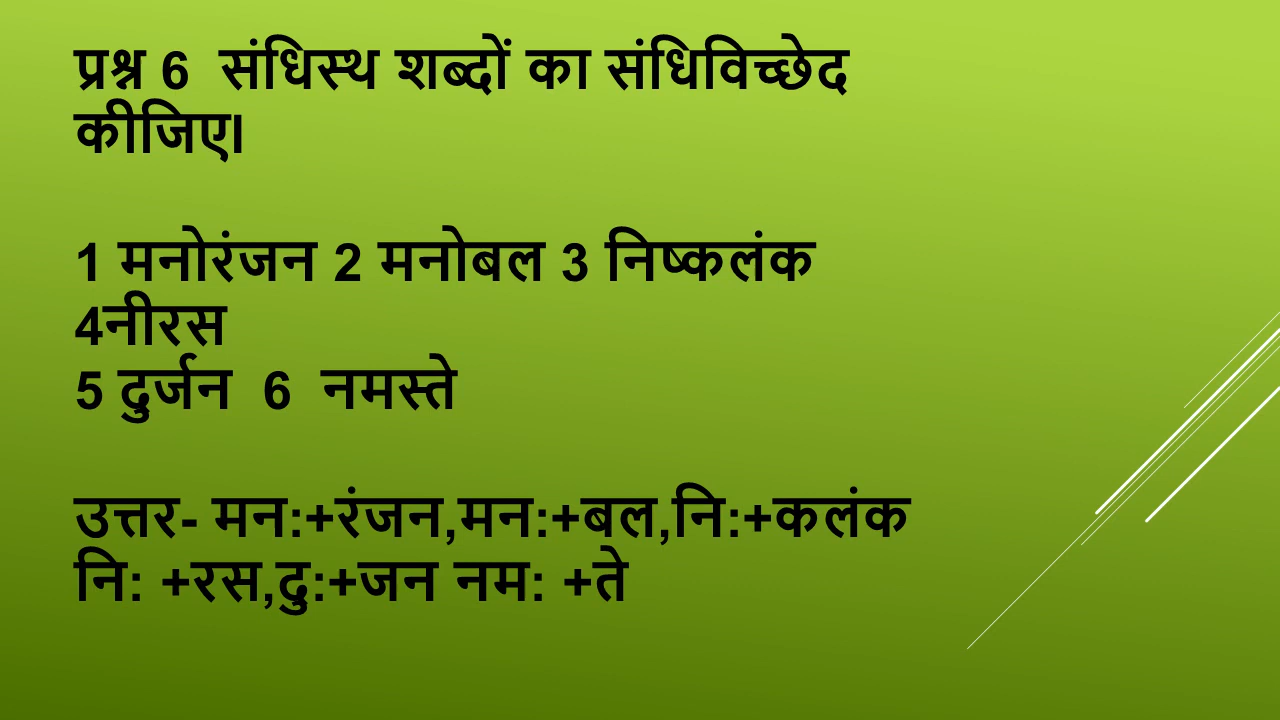 प्रश्न 6 संधिस्थ शब्दों का संधिविच्छेद
कीजिए।
1 मनोरंजन 2 मनोबल 3 निष्कलंक
4नीरस
5 दुर्जन 6 नमस्ते
उत्तर- मन:+रंजन,मन:+बल,नि:+कलंक
नि: +रस,दु:+जन नम: +ते